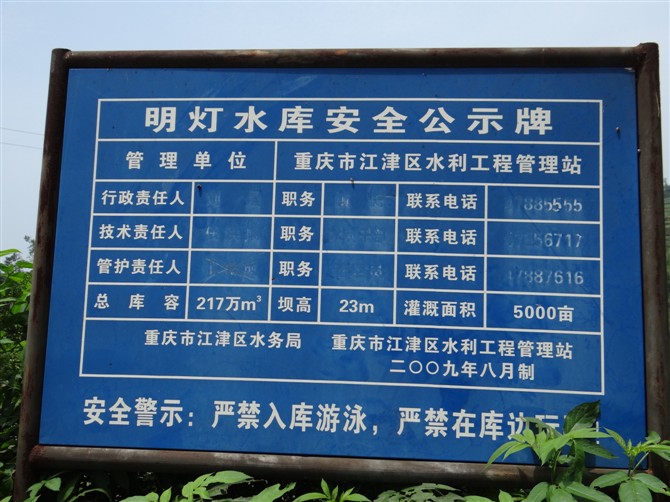 明灯水库安全公示牌
管理单位 重庆市江津区水利工程管理站
行政责任人 职务 联系电话
技术责任人 职务 联系电话
管护责任人 职务 联系电话 47887616
总库容 217万m³ 坝高 23m 灌溉面积 5000亩
重庆市江津区水务局 重庆市江津区水利工程管理站
二〇〇九年八月制
安全警示：严禁入库游泳，严禁在库边玩